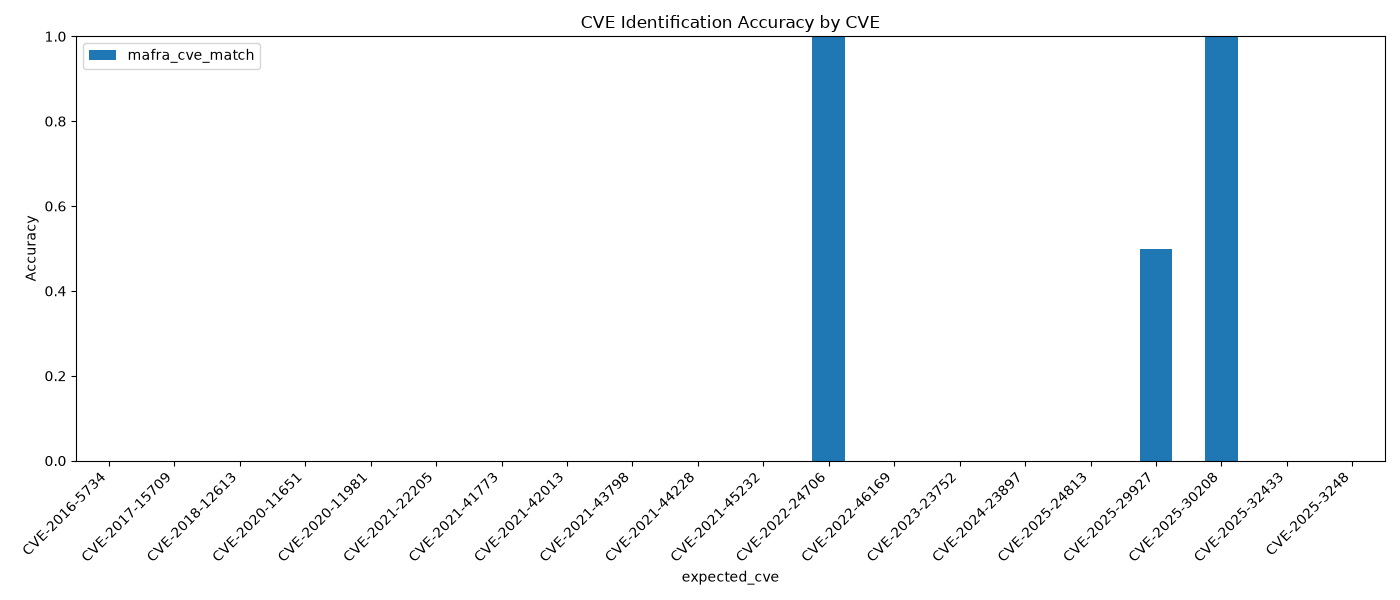 CVE Identification Accuracy by CVE
mafra_cve_match
1.0
0.8
0.6
0.4
0.2
0.0
Accuracy
CVE-2016-5734
CVE-2017-15709
CVE-2018-12613
CVE-2020-11651
CVE-2020-11981
CVE-2021-22205
CVE-2021-41773
CVE-2021-42013
CVE-2021-43798
CVE-2021-44228
CVE-2021-45232
CVE-2022-24706
CVE-2022-46169
CVE-2023-23752
CVE-2024-23897
CVE-2025-24813
CVE-2025-29927
CVE-2025-30208
CVE-2025-32433
CVE-2025-3248
expected_cve